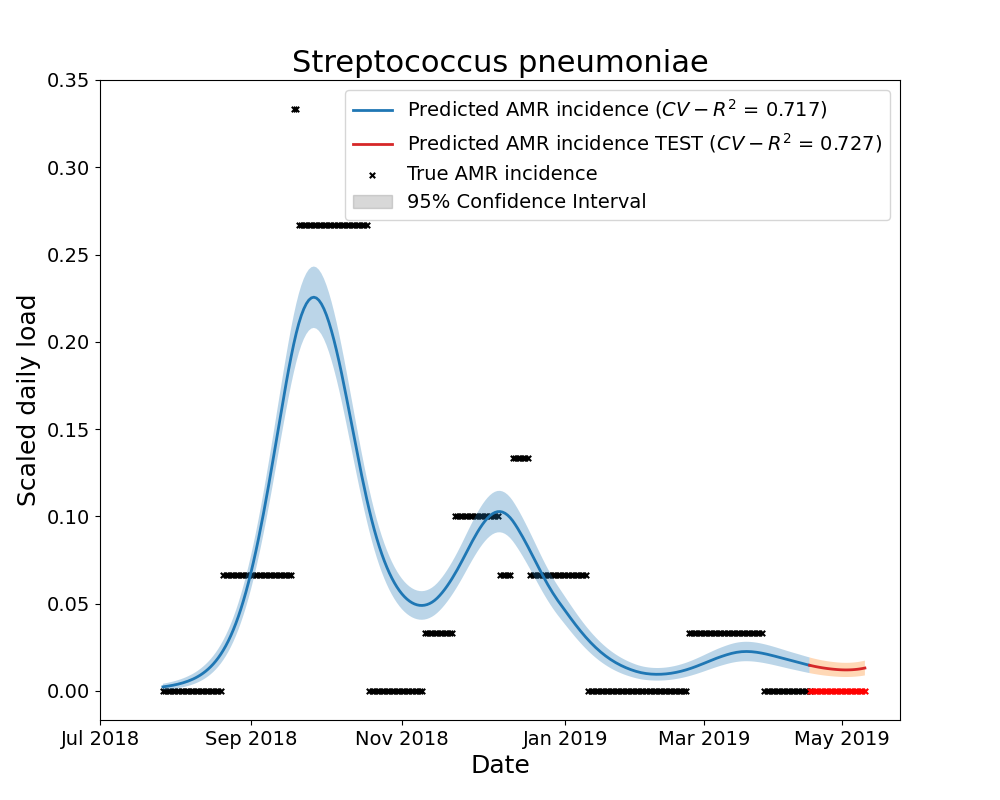 Streptococcus pneumoniae
Predicted AMR incidence (CV − R² = 0.717)
Predicted AMR incidence TEST (CV − R² = 0.727)
True AMR incidence
95% Confidence Interval
Scaled daily load
0.35
0.30
0.25
0.20
0.15
0.10
0.05
0.00
Jul 2018 Sep 2018 Nov 2018 Jan 2019 Mar 2019 May 2019
Date